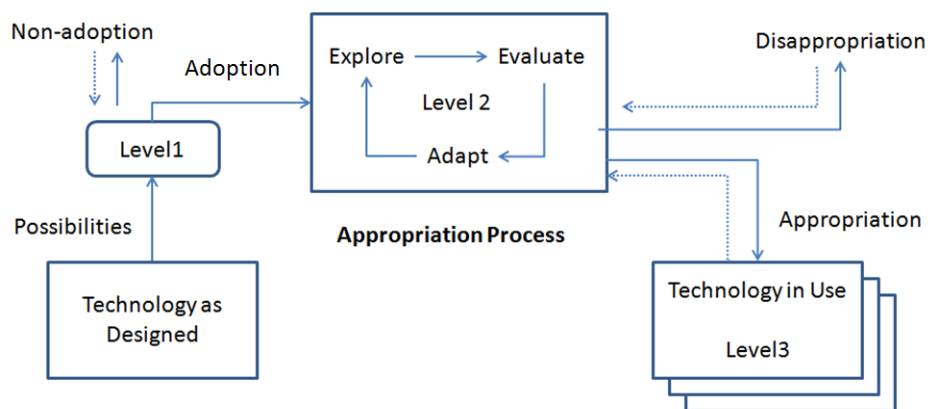 Non-adoption
Adoption
Explore
Evaluate
Disappropriation
Level 2
Level1
Adapt
Possibilities
Appropriation
Appropriation Process
Technology as
Designed
Technology in Use
Level3